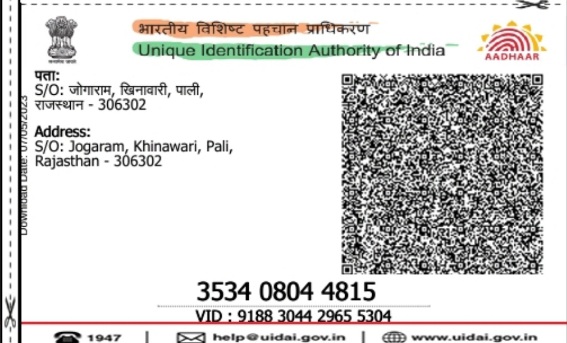 भारतीय विशिष्ट पहचान प्राधिकरण
Unique Identification Authority of India
AADHAAR
पता:
S/O: जोगाराम, खिनावारी, पाली,
राजस्थान - 306302
Address:
S/O: Jogaram, Khinawari, Pali,
Rajasthan - 306302
Download Date: 07/05/2023
3534 0804 4815
VID : 9188 3044 2965 5304
1947 | help@uidai.gov.in | www.uidai.gov.in